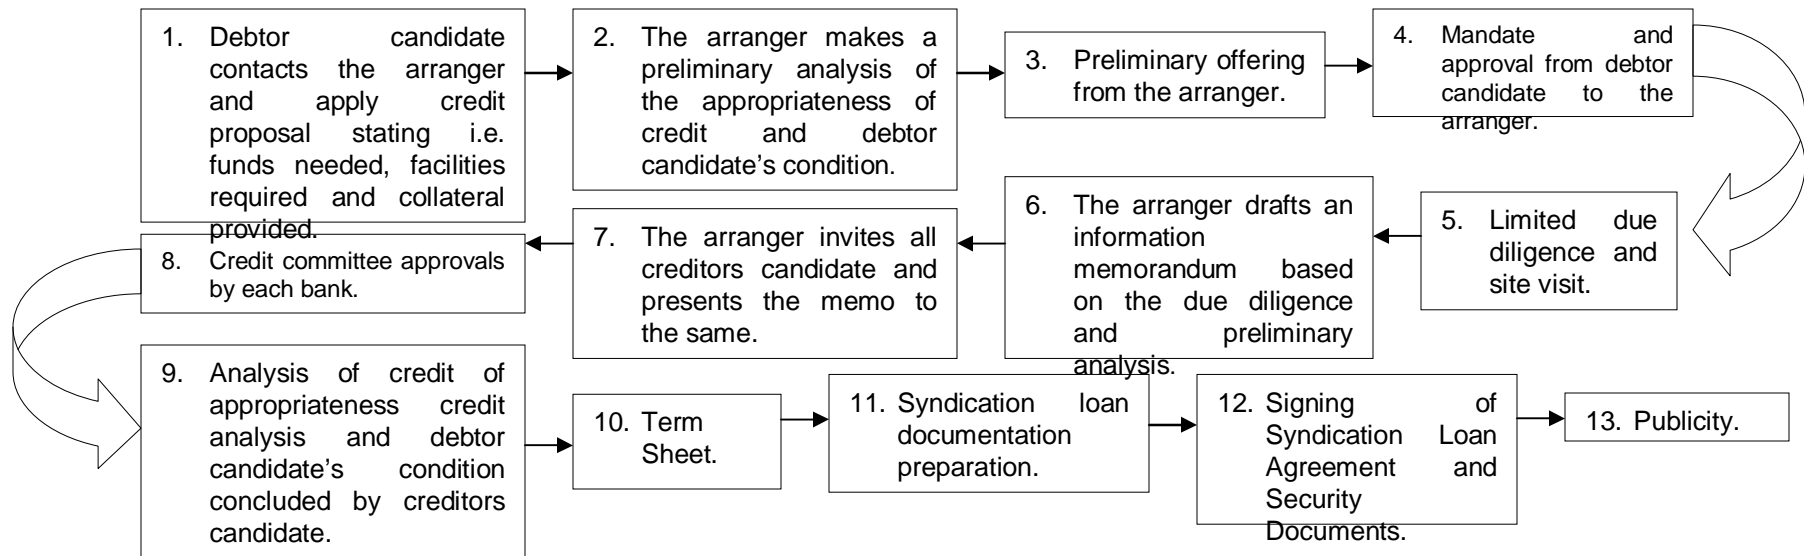 1. Debtor candidate
contacts the arranger
and apply credit
proposal stating i.e.
funds needed, facilities
required and collateral
provided.
2. The arranger makes a
preliminary analysis of
the appropriateness of
credit and debtor
candidate's condition.
3. Preliminary offering
from the arranger.
4. Mandate and
approval from debtor
candidate to the
arranger.
5. Limited due
diligence and
site visit.
6. The arranger drafts an
information
memorandum based
on the due diligence
and preliminary
analysis.
7. The arranger invites all
creditors candidate and
presents the memo to
the same.
8. Credit committee approvals
by each bank.
9. Analysis of credit of
appropriateness credit
analysis and debtor
candidate's condition
concluded by creditors
candidate.
10. Term
Sheet.
11. Syndication loan
documentation
preparation.
12. Signing of
Syndication Loan
Agreement and
Security
Documents.
13. Publicity.